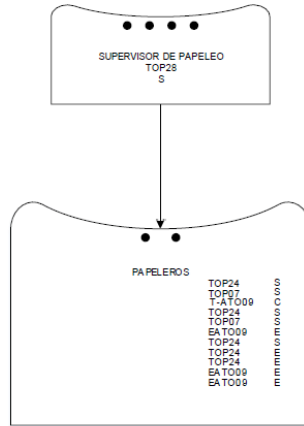 SUPERVISOR DE PAPELEO
TOP28
S
PAPELEROS
TOP24 S
TOP07 S
T-ATO09 C
TOP24 S
TOP07 S
EATO09 E
TOP24 S
TOP24 E
TOP24 E
EATO09 E
EATO09 E